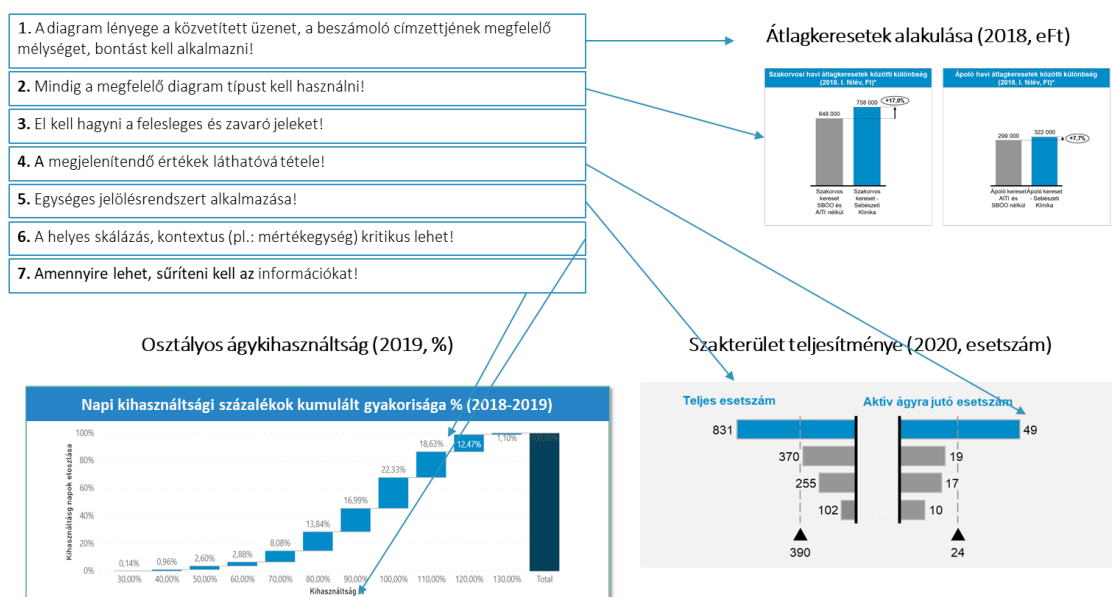 1. A diagram lényege a közvetített üzenet, a beszámoló címzettjének megfelelő
mélységet, bontást kell alkalmazni!
2. Mindig a megfelelő diagram típust kell használni!
3. El kell hagyni a felesleges és zavaró jeleket!
4. A megjelenítendő értékek láthatóvá tétele!
5. Egységes jelölésrendszert alkalmazása!
6. A helyes skálázás, kontextus (pl.: mértékegység) kritikus lehet!
7. Amennyire lehet, sűríteni kell az információkat!
Átlagkeresetek alakulása (2018, eFt)
Szakorvosi havi átlagkeresetek közötti különbség
(2018. I. félév, Ft)*
758 000
+17,0%
648 000
Szakorvos
kereset
SBÓO és
AITI nélkül
Szakorvos
kereset -
Sebészeti
Klinika
Ápoló havi átlagkeresetek közötti különbség
(2018. I. félév, Ft)*
299 000
322 000
+7,7%
Ápoló kereset
AITI és
SBÓO nélkül
Ápoló kereset
- Sebészeti
Klinika
Osztályos ágykihasználtság (2019, %)
Napi kihasználtsági százalékok kumulált gyakorisága % (2018-2019)
Kihasználtság napok eloszlása
100%
80%
60%
40%
20%
0%
0,14%
0,96%
2,60%
2,88%
8,08%
13,84%
16,99%
22,33%
18,63%
12,47%
1,10%
100,00%
30,00% 40,00% 50,00% 60,00% 70,00% 80,00% 90,00% 100,00% 110,00% 120,00% 130,00% Total
Kihasználtság
Szakterület teljesítménye (2020, esetszám)
Teljes esetszám
831
370
255
102
390
Aktív ágyra jutó esetszám
49
19
17
10
24